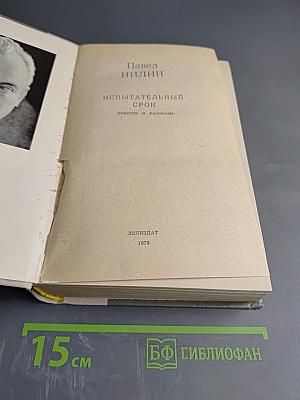 Павел
НИЛИН
ИСПЫТАТЕЛЬНЫЙ
СРОК
ПОВЕСТИ И РАССКАЗЫ
ЛЕНИЗДАТ
1979
15 см
БФ БИБЛИОФАН